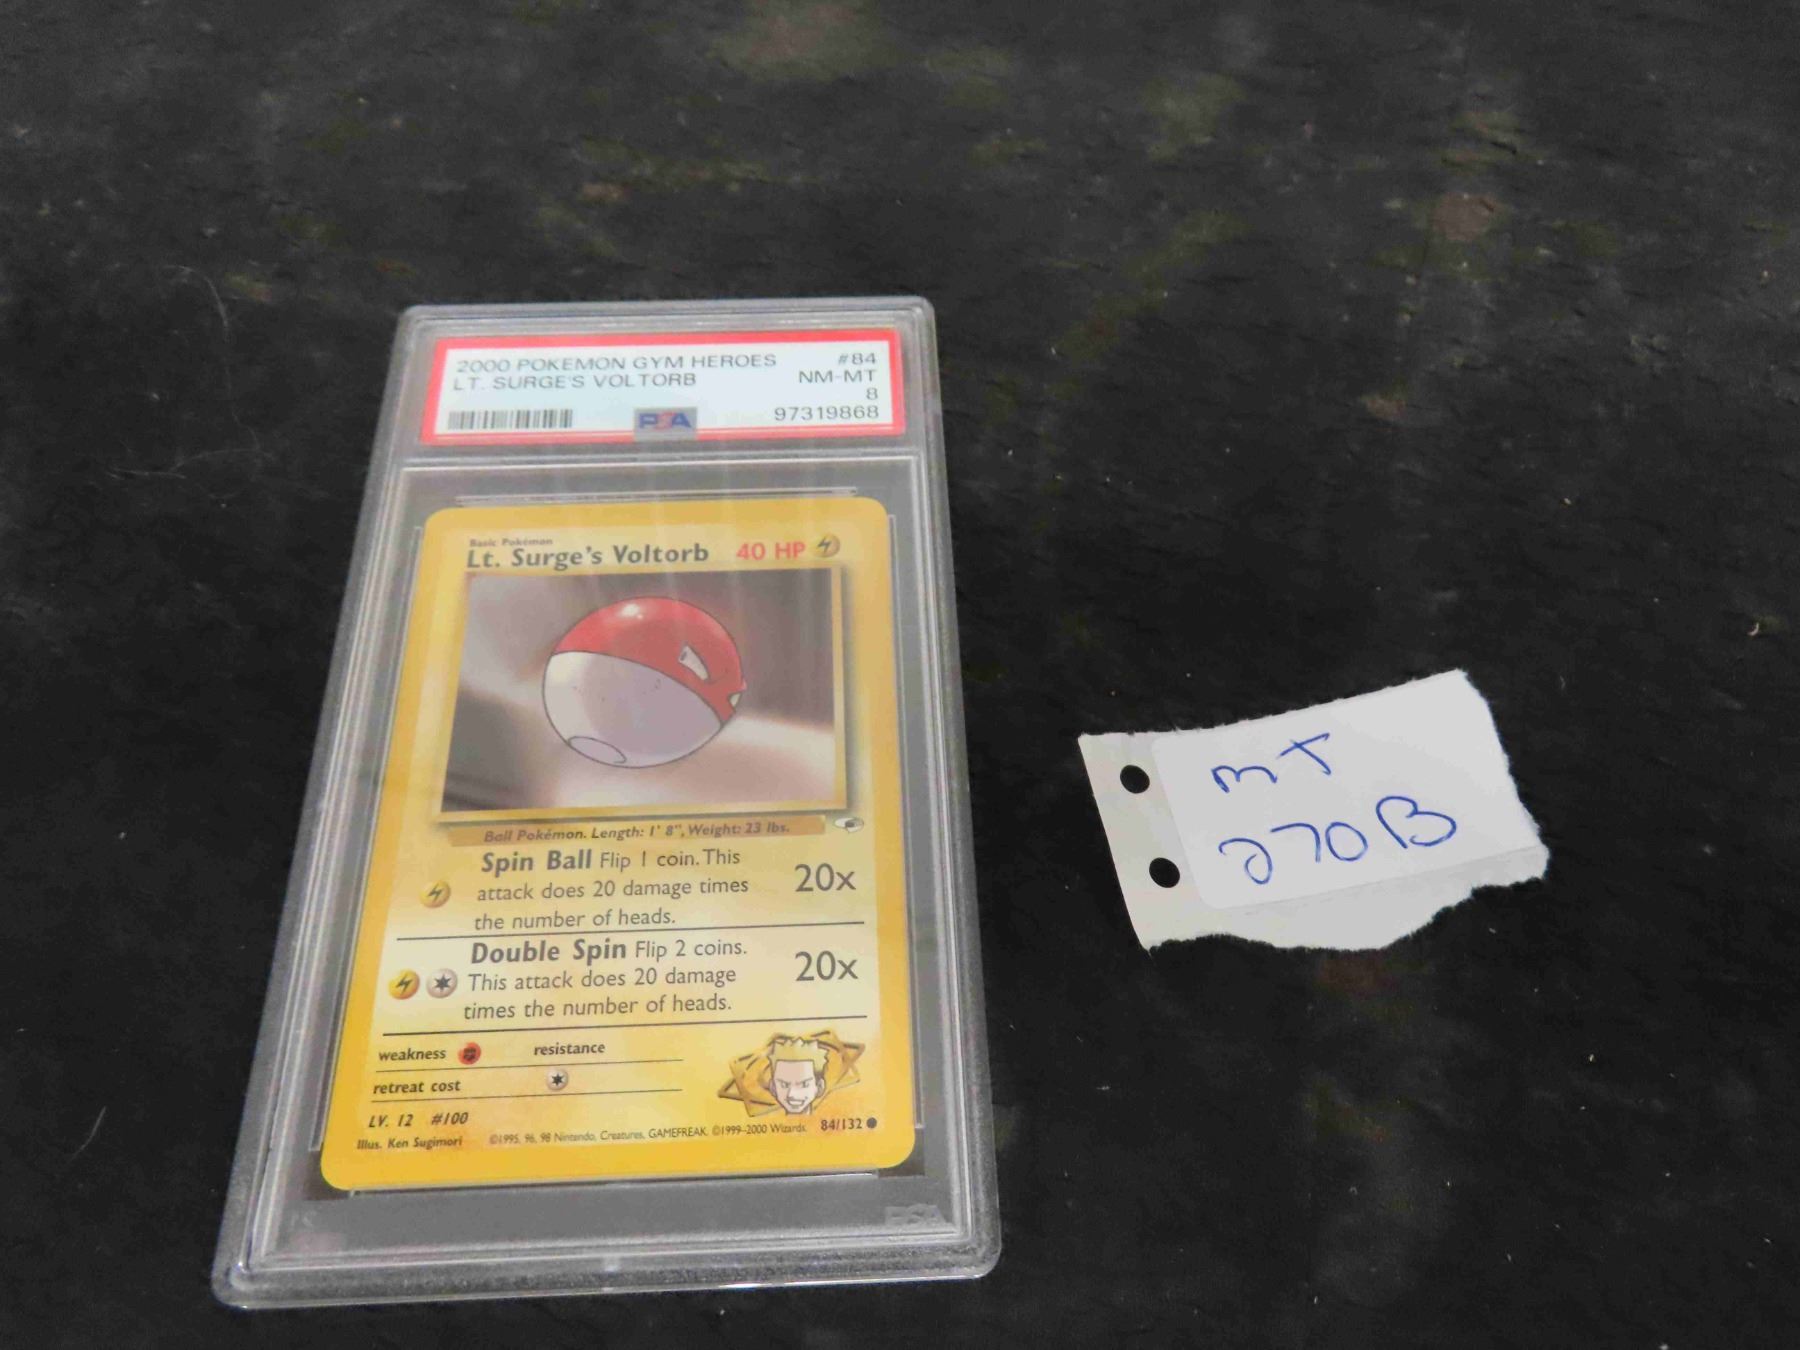 2000 POKEMON GYM HEROES #84
LT. SURGE'S VOLTORB NM-MT
8
PSA 97319868
Basic Pokémon
Lt. Surge's Voltorb 40 HP
Ball Pokémon. Length: 1' 8", Weight: 23 lbs.
Spin Ball Flip 1 coin. This
attack does 20 damage times
the number of heads.
20x
Double Spin Flip 2 coins.
This attack does 20 damage
times the number of heads.
20x
weakness resistance
retreat cost
LV. 12 #100
Illus. Ken Sugimori ©1995, 96, 98 Nintendo, Creatures, GAMEFREAK. ©1999-2000 Wizards. 84/132
PSA
MT
270B